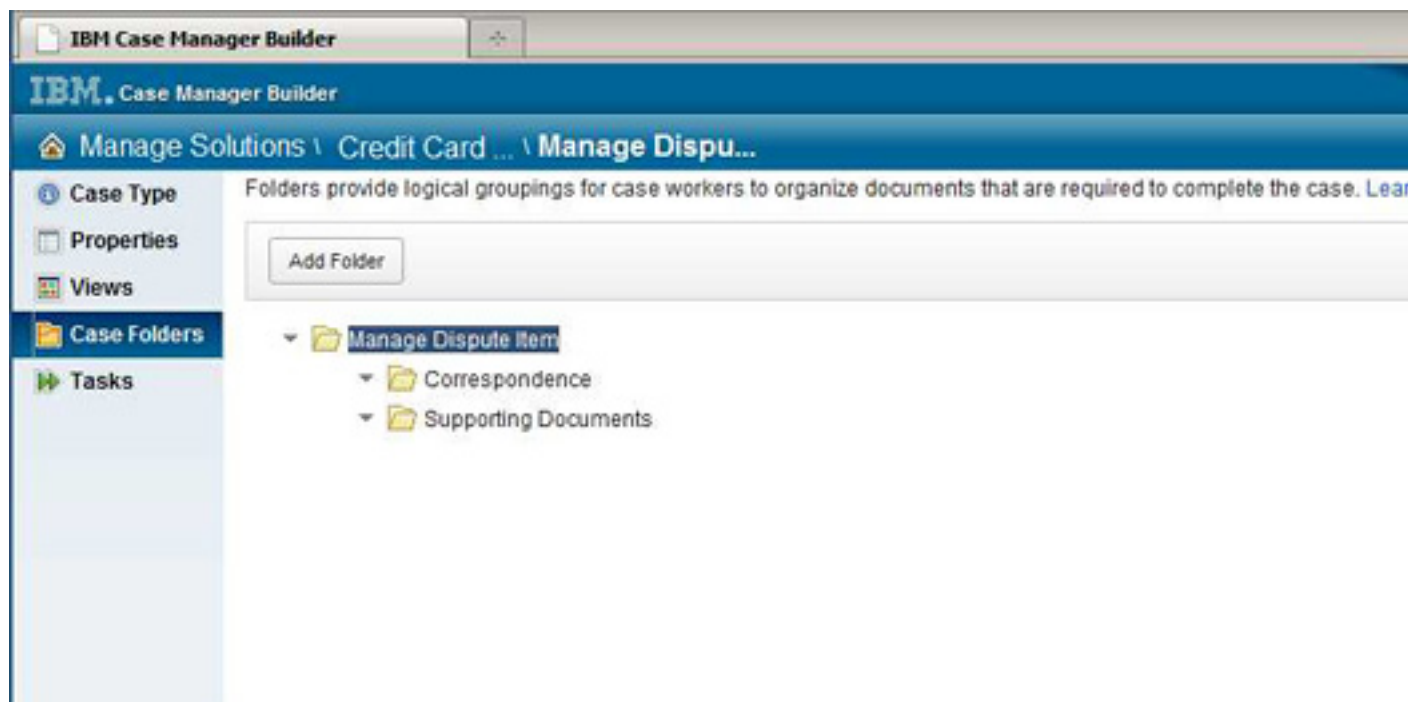 IBM Case Manager Builder
IBM. Case Manager Builder
Manage Solutions \ Credit Card ... \ Manage Dispu...
Case Type
Folders provide logical groupings for case workers to organize documents that are required to complete the case. Lear
Properties
Add Folder
Views
Case Folders
Manage Dispute Item
Tasks
Correspondence
Supporting Documents